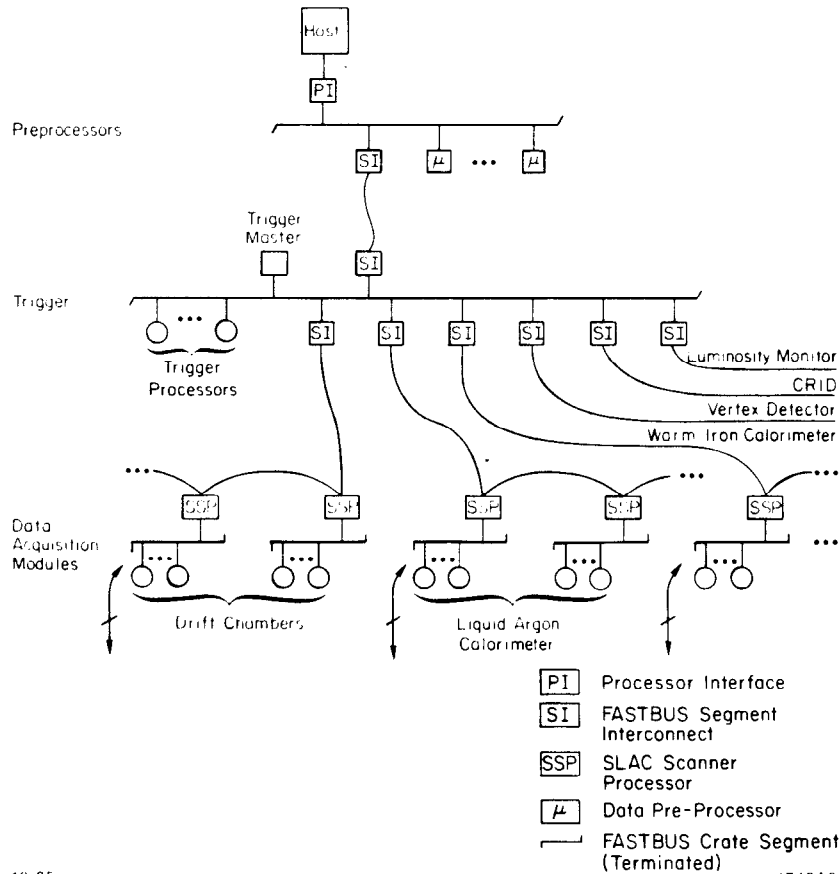 Host
PI
Preprocessors
SI
μ
•••
μ
Trigger
Master
SI
Trigger
•••
SI
SI
SI
SI
SI
SI
Trigger
Processors
Luminosity Monitor
CRID
Vertex Detector
Warm Iron Calorimeter
•••
•••
•••
SSP
SSP
SSP
SSP
SSP
Data
Acquisition
Modules
•••
•••
•••
•••
•••
•••
Drift Chambers
Liquid Argon
Calorimeter
PI Processor Interface
SI FASTBUS Segment
Interconnect
SSP SLAC Scanner
Processor
μ Data Pre-Processor
FASTBUS Crate Segment
(Terminated)